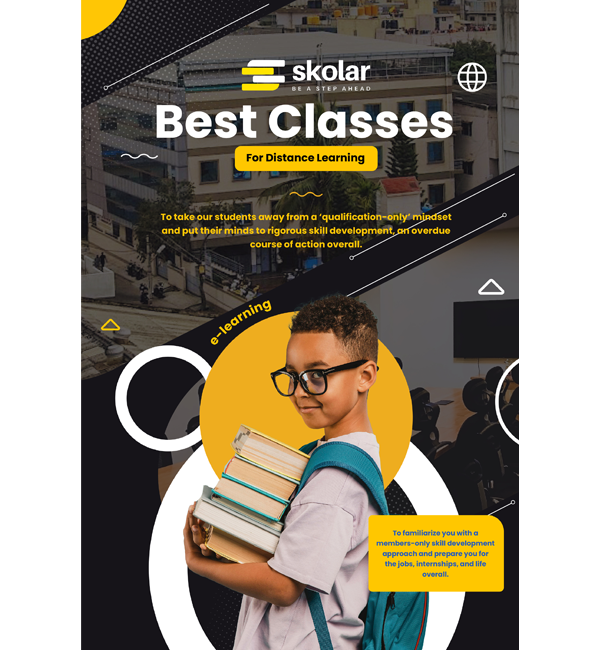 skolar
BE A STEP AHEAD
Best Classes
For Distance Learning
To take our students away from a ‘qualification-only’ mindset
and put their minds to rigorous skill development, an overdue
course of action overall.
e-learning
To familiarize you with a
members-only skill development
approach and prepare you for
the jobs, internships, and life
overall.